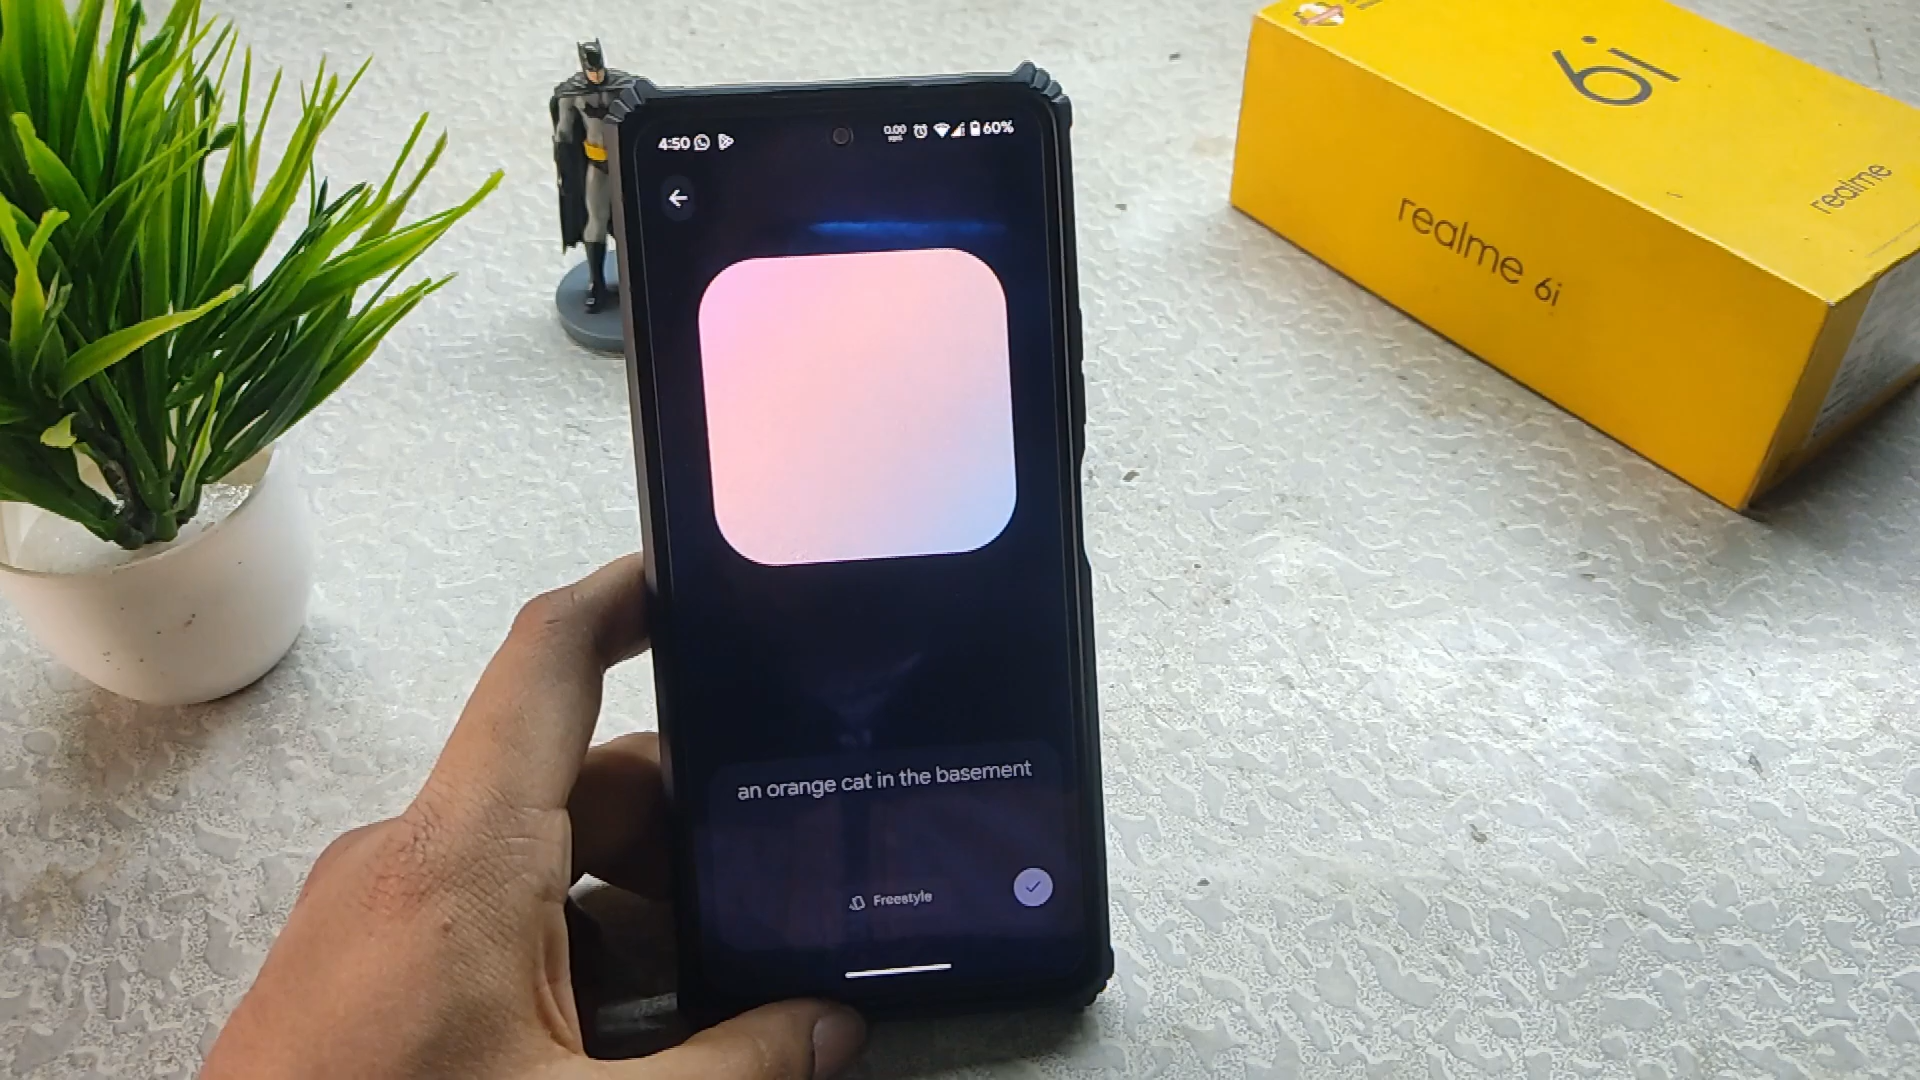 4:50
0.00
60%
an orange cat in the basement
Freestyle
6i
realme
realme 6i